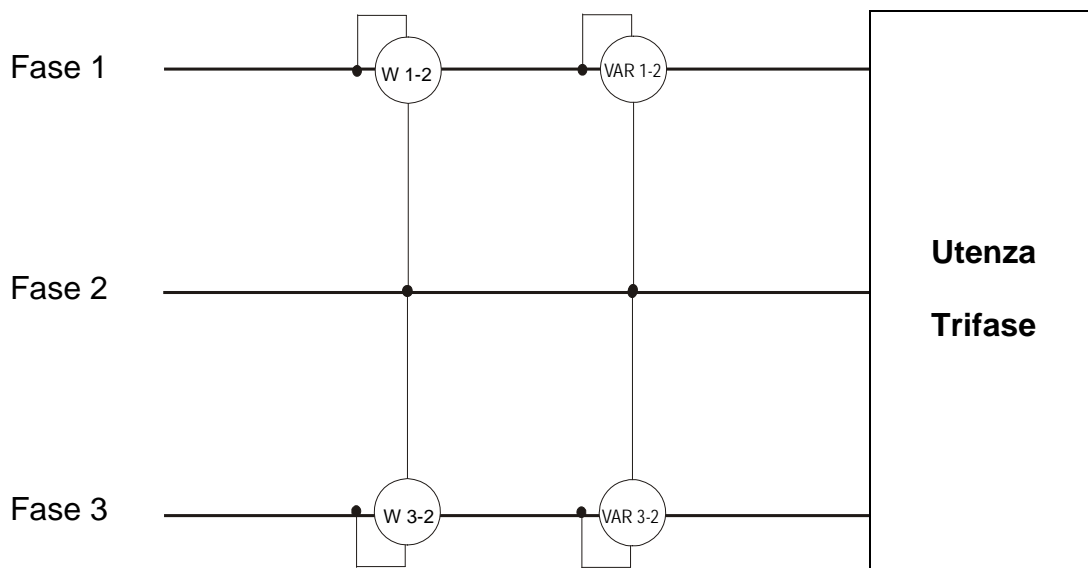 Fase 1
W 1-2
VAR 1-2
Fase 2
Utenza
Trifase
Fase 3
W 3-2
VAR 3-2